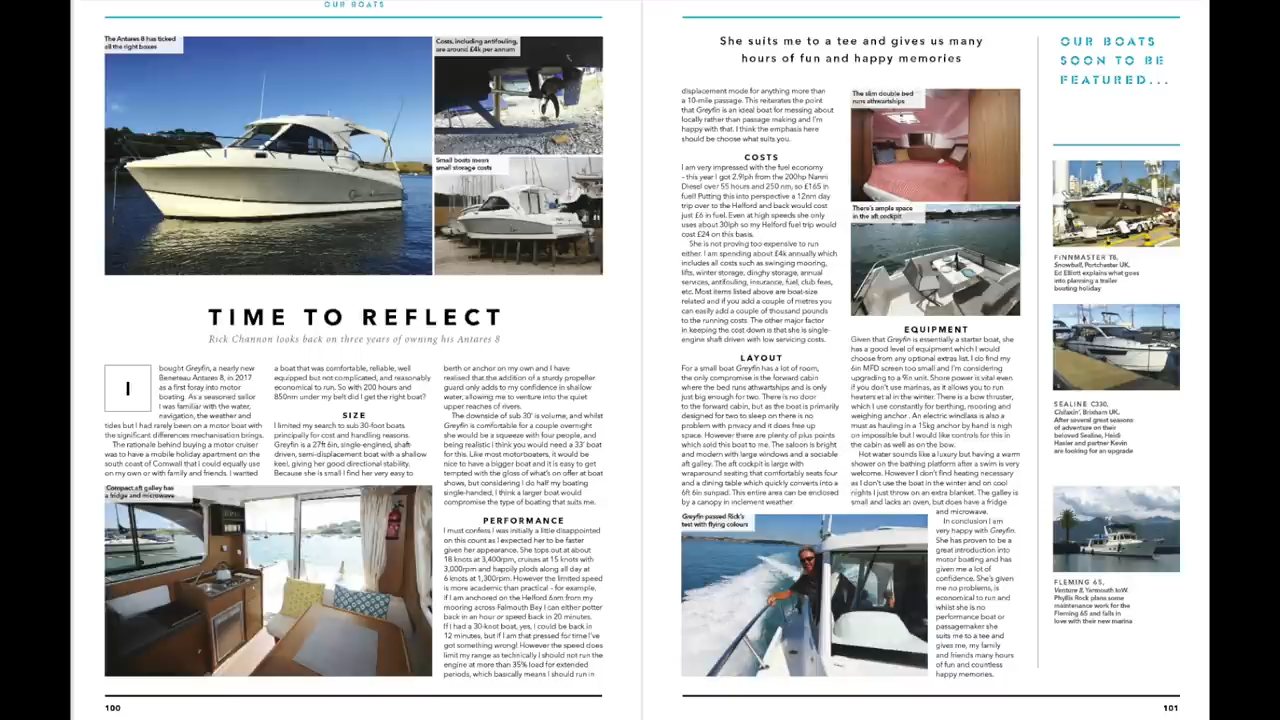 OUR BOATS
The Antares 8 has ticked
all the right boxes
Costs, including antifouling,
are around £4k per annum
Small boats mean
small storage costs
TIME TO REFLECT
Rick Channon looks back on three years of owning his Antares 8
I
bought Greyfin, a nearly new
Beneteau Antares 8, in 2017
as a first foray into motor
boating. As a seasoned sailor
I was familiar with the water,
navigation, the weather and
tides but I had rarely been on a motor boat with
the significant differences mechanisation brings.
The rationale behind buying a motor cruiser
was to have a mobile holiday apartment on the
south coast of Cornwall that I could equally use
on my own or with family and friends. I wanted
a boat that was comfortable, reliable, well
equipped but not complicated, and reasonably
economical to run. So with 200 hours and
850nm under my belt did I get the right boat?
SIZE
I limited my search to sub 30-foot boats
principally for cost and handling reasons.
Greyfin is a 27ft 6in, single-engined, shaft-
driven, semi-displacement boat with a shallow
keel, giving her good directional stability.
Because she is small I find her very easy to
Compact aft galley has
a fridge and microwave
berth or anchor on my own and I have
realised that the addition of a sturdy propeller
guard only adds to my confidence in shallow
water, allowing me to venture into the quiet
upper reaches of rivers.
The downside of sub 30' is volume, and whilst
Greyfin is comfortable for a couple overnight
she would be a squeeze with four people, and
being realistic I think you would need a 33' boat
for this. Like most motorboaters, it would be
nice to have a bigger boat and it is easy to get
tempted with the gloss of what's on offer at boat
shows, but considering I do half my boating
single-handed, I think a larger boat would
compromise the type of boating that suits me.
PERFORMANCE
I must confess I was initially a little disappointed
on this count as I expected her to be faster
given her appearance. She tops out at about
18 knots at 3,400rpm, cruises at 15 knots with
3,000rpm and happily plods along all day at
6 knots at 1,300rpm. However the limited speed
is more academic than practical - for example,
if I am anchored on the Helford 6nm from my
mooring across Falmouth Bay I can either potter
back in an hour or speed back in 20 minutes.
If I had a 30-knot boat, yes, I could be back in
12 minutes, but if I am that pressed for time I've
got something wrong! However the speed does
limit my range as technically I should not run the
engine at more than 35% load for extended
periods, which basically means I should run in
100
She suits me to a tee and gives us many
hours of fun and happy memories
displacement mode for anything more than
a 10-mile passage. This reiterates the point
that Greyfin is an ideal boat for messing about
locally rather than passage making and I'm
happy with that. I think the emphasis here
should be choose what suits you.
COSTS
I am very impressed with the fuel economy
- this year I got 2.9lph from the 200hp Nanni
Diesel over 55 hours and 250 nm, so £165 in
fuel! Putting this into perspective a 12nm day
trip over to the Helford and back would cost
just £6 in fuel. Even at high speeds she only
uses about 30lph so my Helford fuel trip would
cost £24 on this basis.
She is not proving too expensive to run
either. I am spending about £4k annually which
includes all costs such as swinging mooring,
lifts, winter storage, dinghy storage, annual
services, antifouling, insurance, fuel, club fees,
etc. Most items listed above are boat-size
related and if you add a couple of metres you
can easily add a couple of thousand pounds
to the running costs. The other major factor
in keeping the cost down is that she is single-
engine shaft driven with low servicing costs.
LAYOUT
For a small boat Greyfin has a lot of room,
the only compromise is the forward cabin
where the bed runs athwartships and is only
just big enough for two. There is no door
to the forward cabin, but as the boat is primarily
designed for two to sleep on there is no
problem with privacy and it does free up
space. However there are plenty of plus points
which sold this boat to me. The saloon is bright
and modern with large windows and a sociable
aft galley. The aft cockpit is large with
wraparound seating that comfortably seats four
and a dining table which quickly converts into a
6ft 6in sunpad. This entire area can be enclosed
by a canopy in inclement weather.
The slim double bed
runs athwartships
There's ample space
in the aft cockpit
EQUIPMENT
Given that Greyfin is essentially a starter boat, she
has a good level of equipment which I would
choose from any optional extras list. I do find my
6in MFD screen too small and I'm considering
upgrading to a 9in unit. Shore power is vital even
if you don't use marinas, as it allows you to run
heaters et al in the winter. There is a bow thruster,
which I use constantly for berthing, mooring and
weighing anchor . An electric windlass is also a
must as hauling in a 15kg anchor by hand is nigh
on impossible but I would like controls for this in
the cabin as well as on the bow.
Hot water sounds like a luxury but having a warm
shower on the bathing platform after a swim is very
welcome. However I don't find heating necessary
as I don't use the boat in the winter and on cool
nights I just throw on an extra blanket. The galley is
small and lacks an oven, but does have a fridge
and microwave.
In conclusion I am
very happy with Greyfin.
She has proven to be a
great introduction into
motor boating and has
given me a lot of
confidence. She's given
me no problems, is
economical to run and
whilst she is no
performance boat or
passagemaker she
suits me to a tee and
gives me, my family
and friends many hours
of fun and countless
happy memories.
Greyfin passed Rick's
test with flying colours
OUR BOATS
SOON TO BE
FEATURED...
FINNMASTER T8,
Snowball, Portchester UK.
Ed Elliott explains what goes
into planning a trailer
boating holiday
SEALINE C330,
Chilaxin', Brixham UK.
After several great seasons
of adventure on their
beloved Sealine, Heidi
Hasler and partner Kevin
are looking for an upgrade
FLEMING 65,
Venture II, Yarmouth IoW.
Phyllis Rock plans some
maintenance work for the
Fleming 65 and falls in
love with their new marina
101